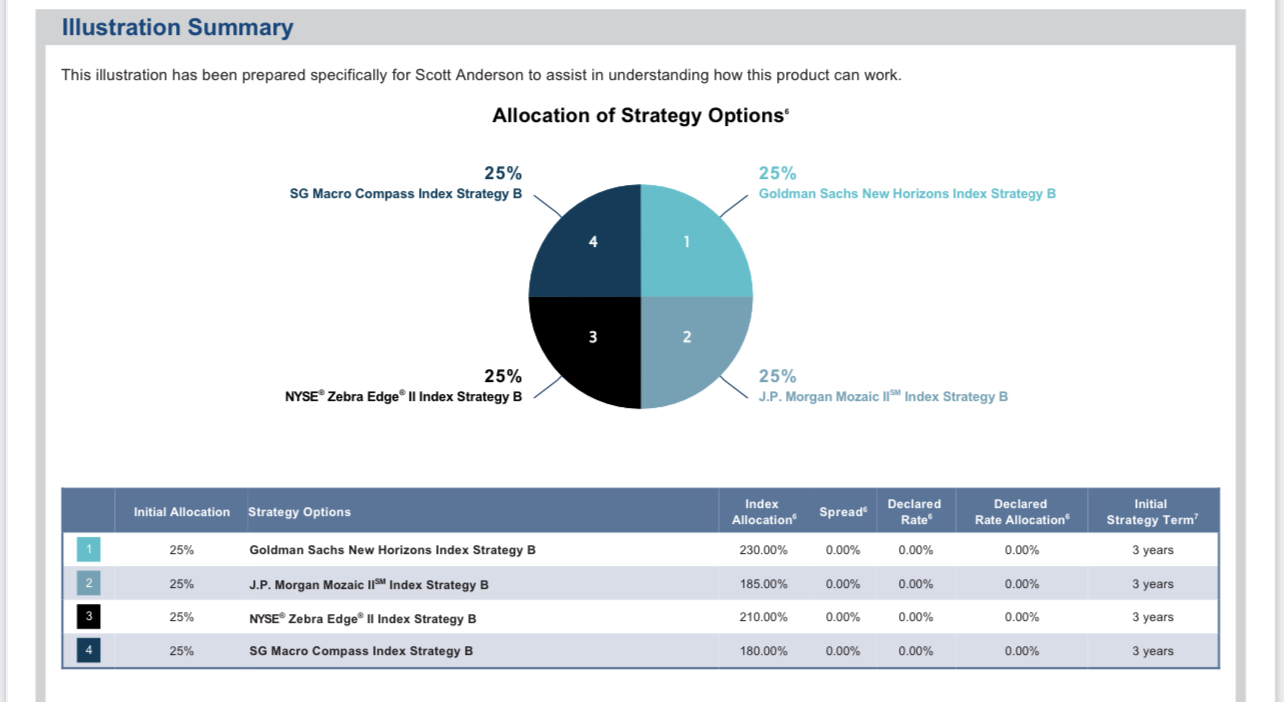 Illustration Summary
This illustration has been prepared specifically for Scott Anderson to assist in understanding how this product can work.
Allocation of Strategy Options⁶
25%
SG Macro Compass Index Strategy B
25%
Goldman Sachs New Horizons Index Strategy B
4
1
3
2
25%
NYSE® Zebra Edge® II Index Strategy B
25%
J.P. Morgan Mozaic II℠ Index Strategy B
Initial Allocation Strategy Options Index Allocation⁶ Spread⁶ Declared Rate⁶ Declared Rate Allocation⁶ Initial Strategy Term⁷
1 25% Goldman Sachs New Horizons Index Strategy B 230.00% 0.00% 0.00% 0.00% 3 years
2 25% J.P. Morgan Mozaic II℠ Index Strategy B 185.00% 0.00% 0.00% 0.00% 3 years
3 25% NYSE® Zebra Edge® II Index Strategy B 210.00% 0.00% 0.00% 0.00% 3 years
4 25% SG Macro Compass Index Strategy B 180.00% 0.00% 0.00% 0.00% 3 years